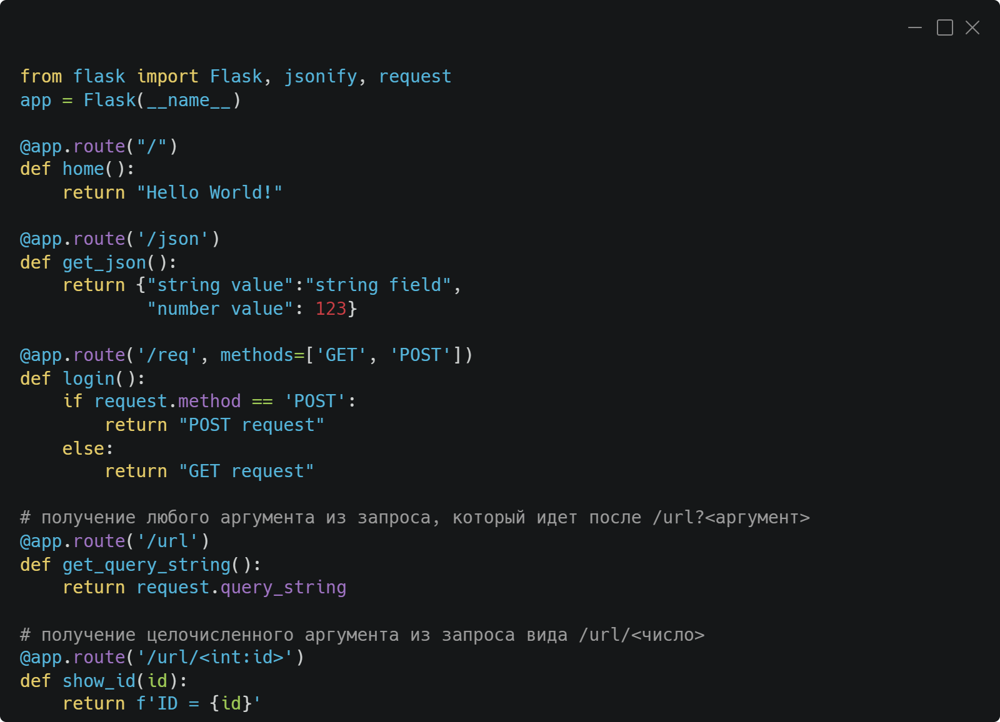 from flask import Flask, jsonify, request
app = Flask(__name__)

@app.route("/")
def home():
    return "Hello World!"

@app.route('/json')
def get_json():
    return {"string value":"string field",
            "number value": 123}

@app.route('/req', methods=['GET', 'POST'])
def login():
    if request.method == 'POST':
        return "POST request"
    else:
        return "GET request"

# получение любого аргумента из запроса, который идет после /url?<аргумент>
@app.route('/url')
def get_query_string():
    return request.query_string

# получение целочисленного аргумента из запроса вида /url/<число>
@app.route('/url/<int:id>')
def show_id(id):
    return f'ID = {id}'